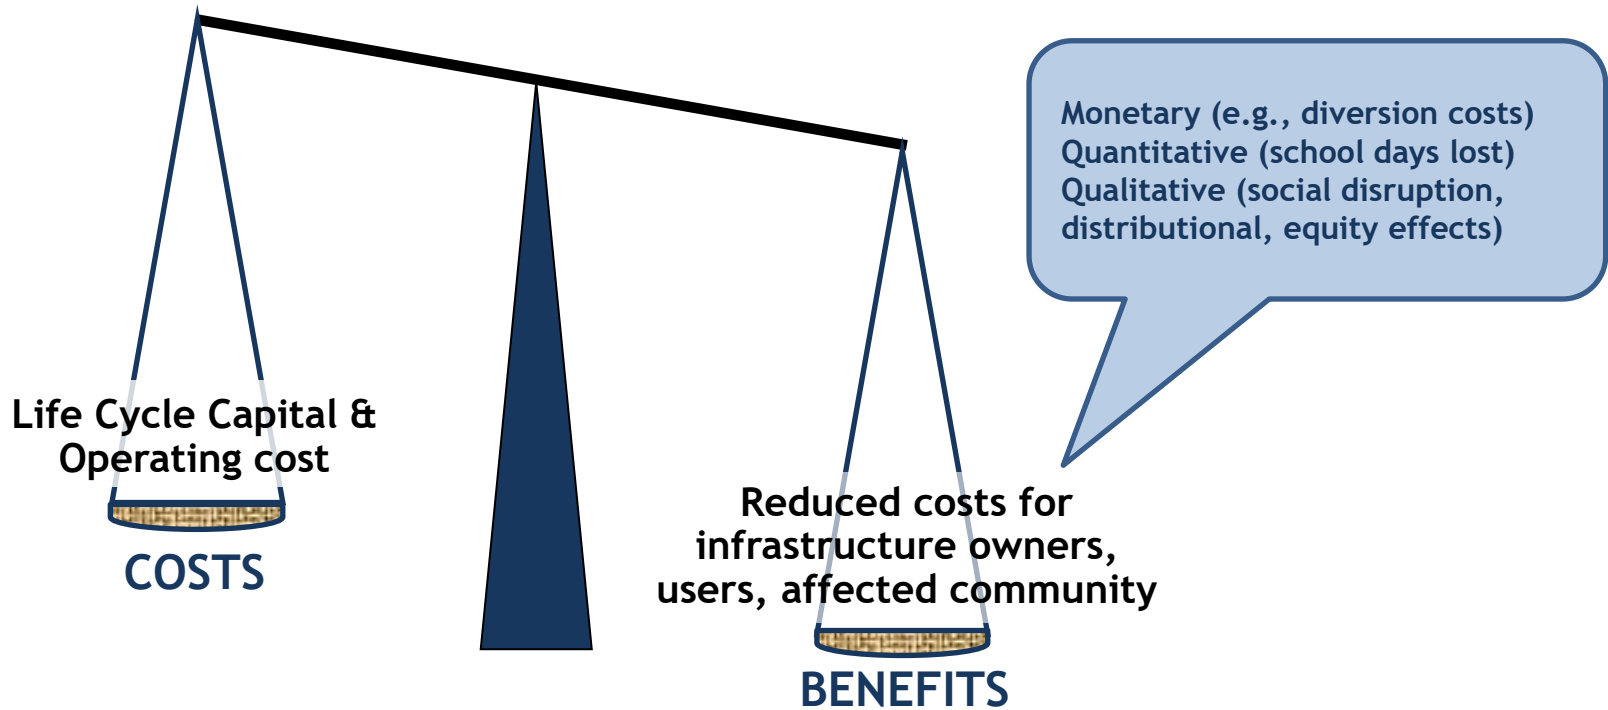 Monetary (e.g., diversion costs)
Quantitative (school days lost)
Qualitative (social disruption,
distributional, equity effects)
Life Cycle Capital &
Operating cost
COSTS
Reduced costs for
infrastructure owners,
users, affected community
BENEFITS